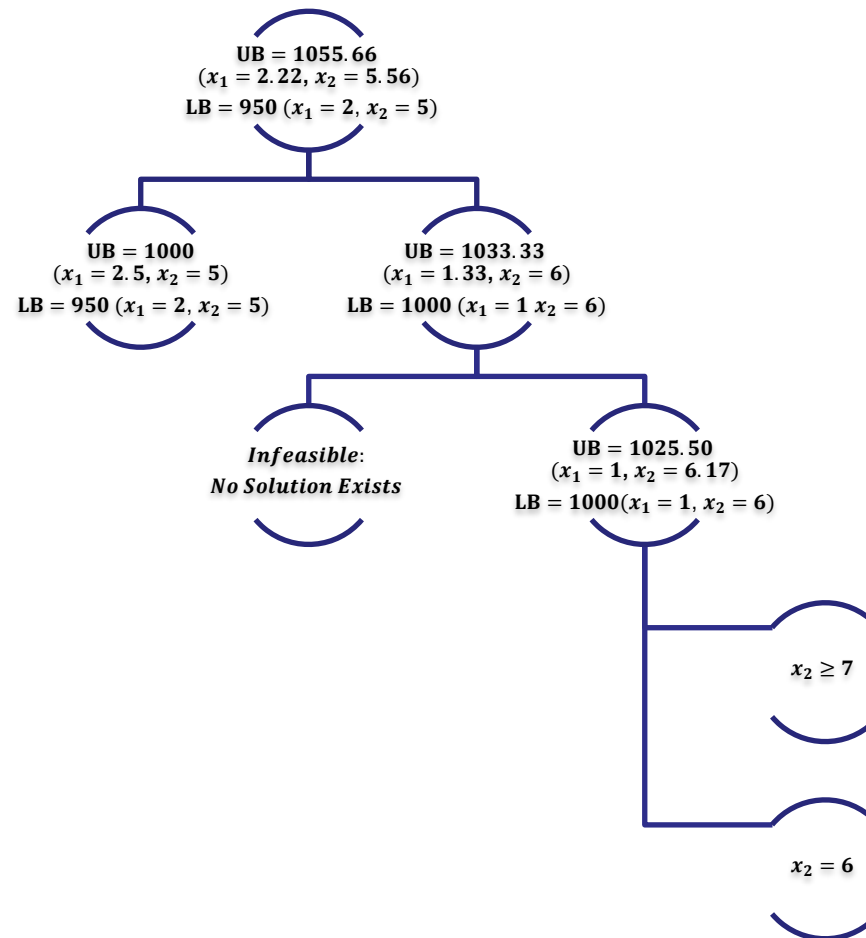 UB = 1055.66
(x₁ = 2.22, x₂ = 5.56)
LB = 950 (x₁ = 2, x₂ = 5)
UB = 1000
(x₁ = 2.5, x₂ = 5)
LB = 950 (x₁ = 2, x₂ = 5)
UB = 1033.33
(x₁ = 1.33, x₂ = 6)
LB = 1000 (x₁ = 1 x₂ = 6)
Infeasible:
No Solution Exists
UB = 1025.50
(x₁ = 1, x₂ = 6.17)
LB = 1000(x₁ = 1, x₂ = 6)
x₂ ≥ 7
x₂ = 6